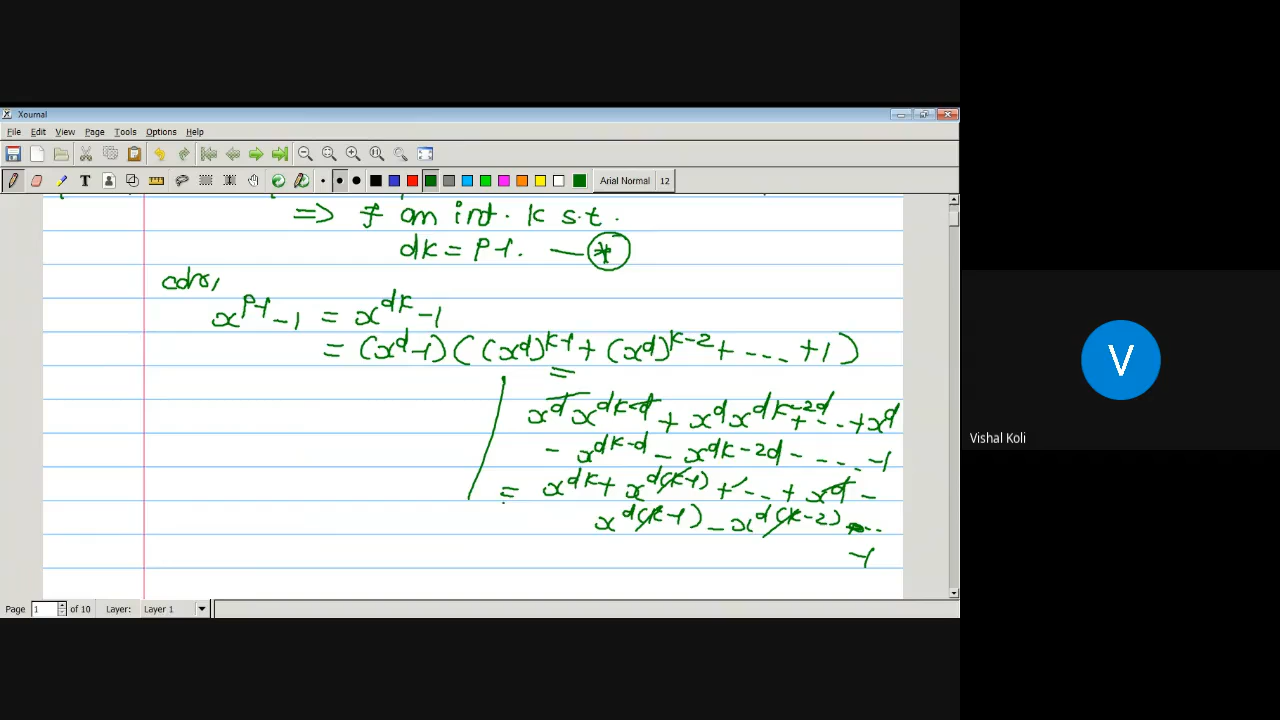 Xournal
File Edit View Page Tools Options Help
Arial Normal 12
=> ∃ an int. k s.t.
dk = p-1. — *
x^{p-1} - 1 = x^{dk} - 1
= (x^d - 1) ((x^d)^{k-1} + (x^d)^{k-2} + .... + 1)
=
x^d x^{dk-d} + x^d x^{dk-2d} + ... + x^d
- x^{dk-d} - x^{dk-2d} - .... -1
= x^{dk} + x^{d(k-1)} + ... + x^d -
x^{d(k-1)} - x^{d(k-2)} ...
-1
Page 1 of 10 Layer: Layer 1
V
Vishal Koli